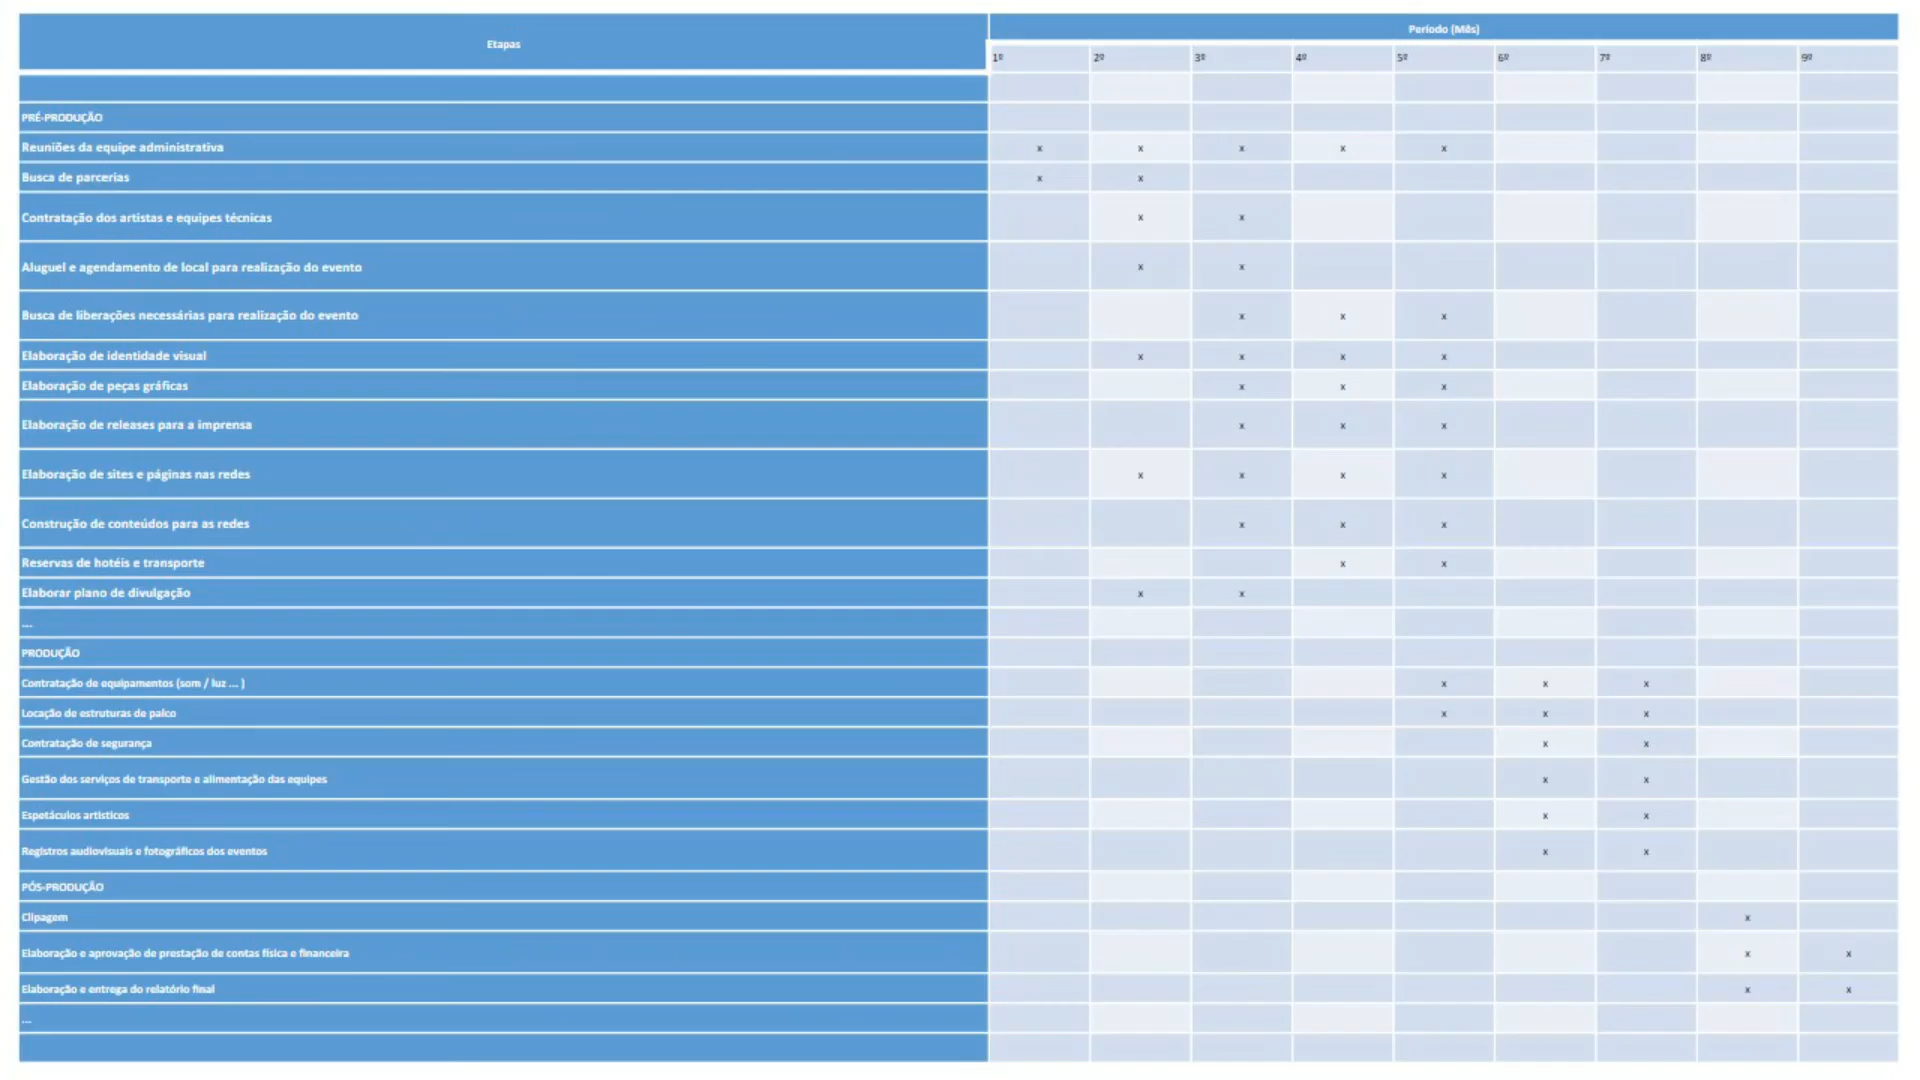 Etapas Período (Mês)
1º 2º 3º 4º 5º 6º 7º 8º 9º
PRÉ-PRODUÇÃO
Reuniões da equipe administrativa x x x x x
Busca de parcerias x x
Contratação dos artistas e equipes técnicas x x
Aluguel e agendamento de local para realização do evento x x
Busca de liberações necessárias para realização do evento x x x
Elaboração de identidade visual x x x x
Elaboração de peças gráficas x x x
Elaboração de releases para a imprensa x x x
Elaboração de sites e páginas nas redes x x x x
Construção de conteúdos para as redes x x x
Reservas de hotéis e transporte x x
Elaborar plano de divulgação x x
...
PRODUÇÃO
Contratação de equipamentos (som / luz ... ) x x x
Locação de estruturas de palco x x x
Contratação de segurança x x
Gestão dos serviços de transporte e alimentação das equipes x x
Espetáculos artísticos x x
Registros audiovisuais e fotográficos dos eventos x x
PÓS-PRODUÇÃO
Clipagem x
Elaboração e aprovação de prestação de contas física e financeira x x
Elaboração e entrega do relatório final x x
...